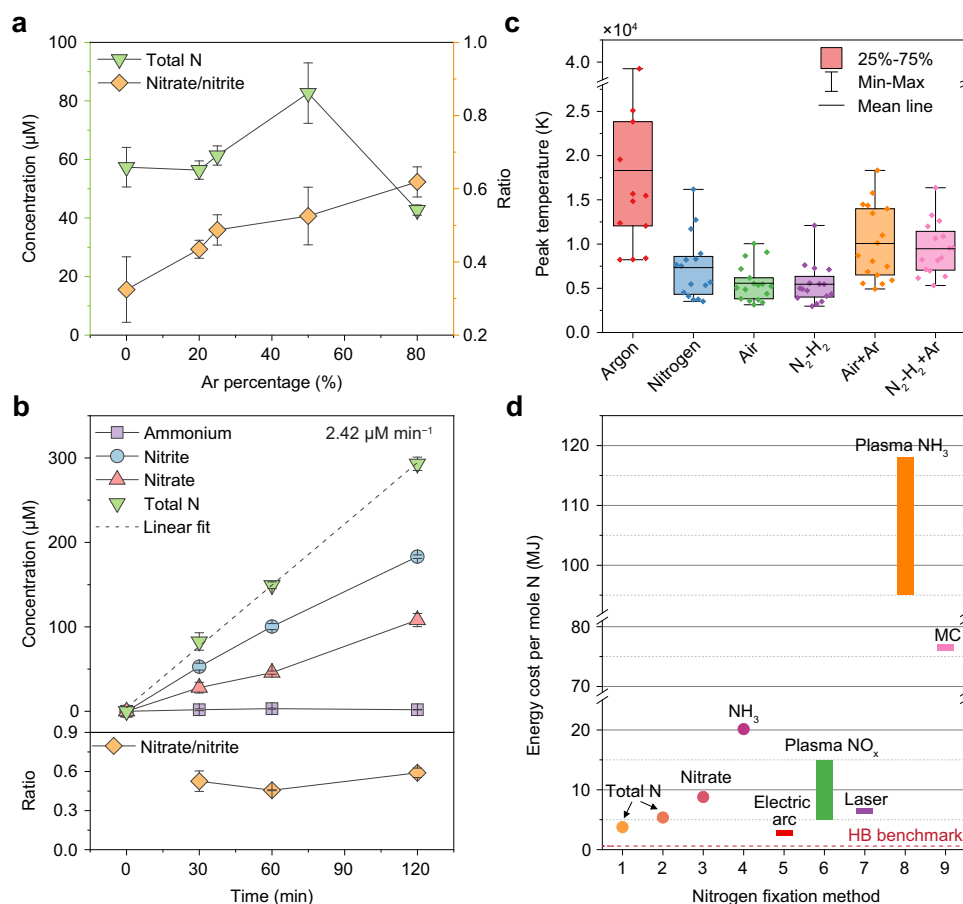 a
Total N
Nitrate/nitrite
Concentration (µM)
100
80
60
40
20
0
1.0
0.8
0.6
0.4
0.2
Ratio
0 20 40 60 80
Ar percentage (%)
b
Ammonium
Nitrite
Nitrate
Total N
Linear fit
2.42 µM min⁻¹
Concentration (µM)
300
200
100
0
Nitrate/nitrite
Ratio
0.9
0.6
0.3
0.0
0 30 60 90 120
Time (min)
c
×10⁴
25%-75%
Min-Max
Mean line
Peak temperature (K)
4.0
2.5
2.0
1.5
1.0
0.5
0.0
Argon
Nitrogen
Air
N₂-H₂
Air+Ar
N₂-H₂+Ar
d
Energy cost per mole N (MJ)
120
110
100
80
70
20
10
0
Plasma NH₃
MC
NH₃
Plasma NOₓ
Nitrate
Total N
Electric
arc
Laser
HB benchmark
1 2 3 4 5 6 7 8 9
Nitrogen fixation method